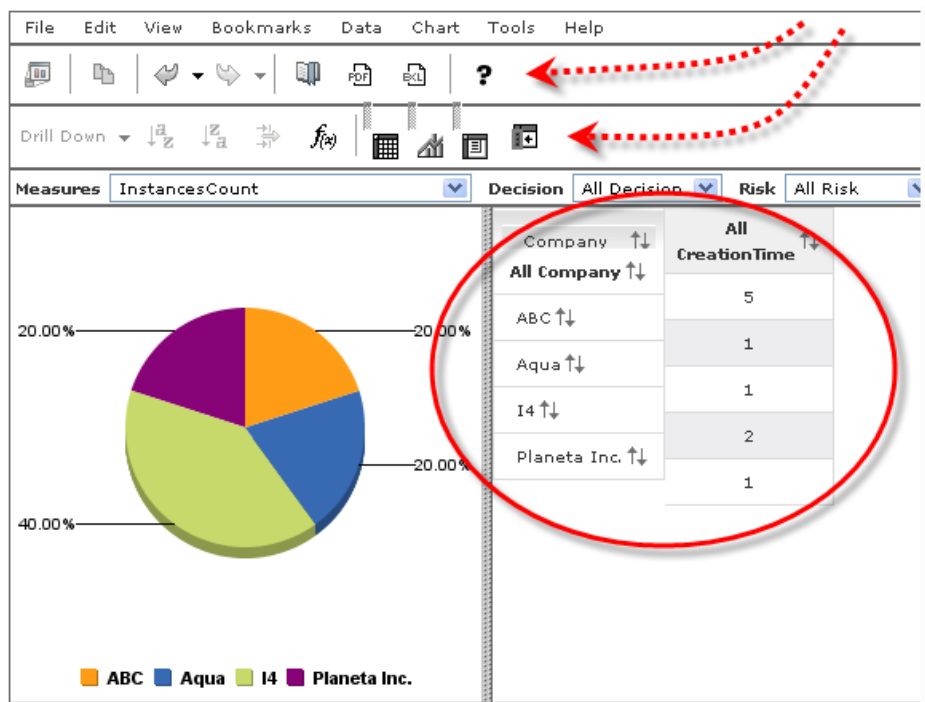 File Edit View Bookmarks Data Chart Tools Help
PDF EXL ?
Drill Down a z z a f(x)
Measures InstancesCount Decision All Decision Risk All Risk
Company
All Company
ABC
Aqua
I4
Planeta Inc.
All
CreationTime
5
1
1
2
1
20.00% 20.00%
20.00%
40.00%
ABC Aqua I4 Planeta Inc.